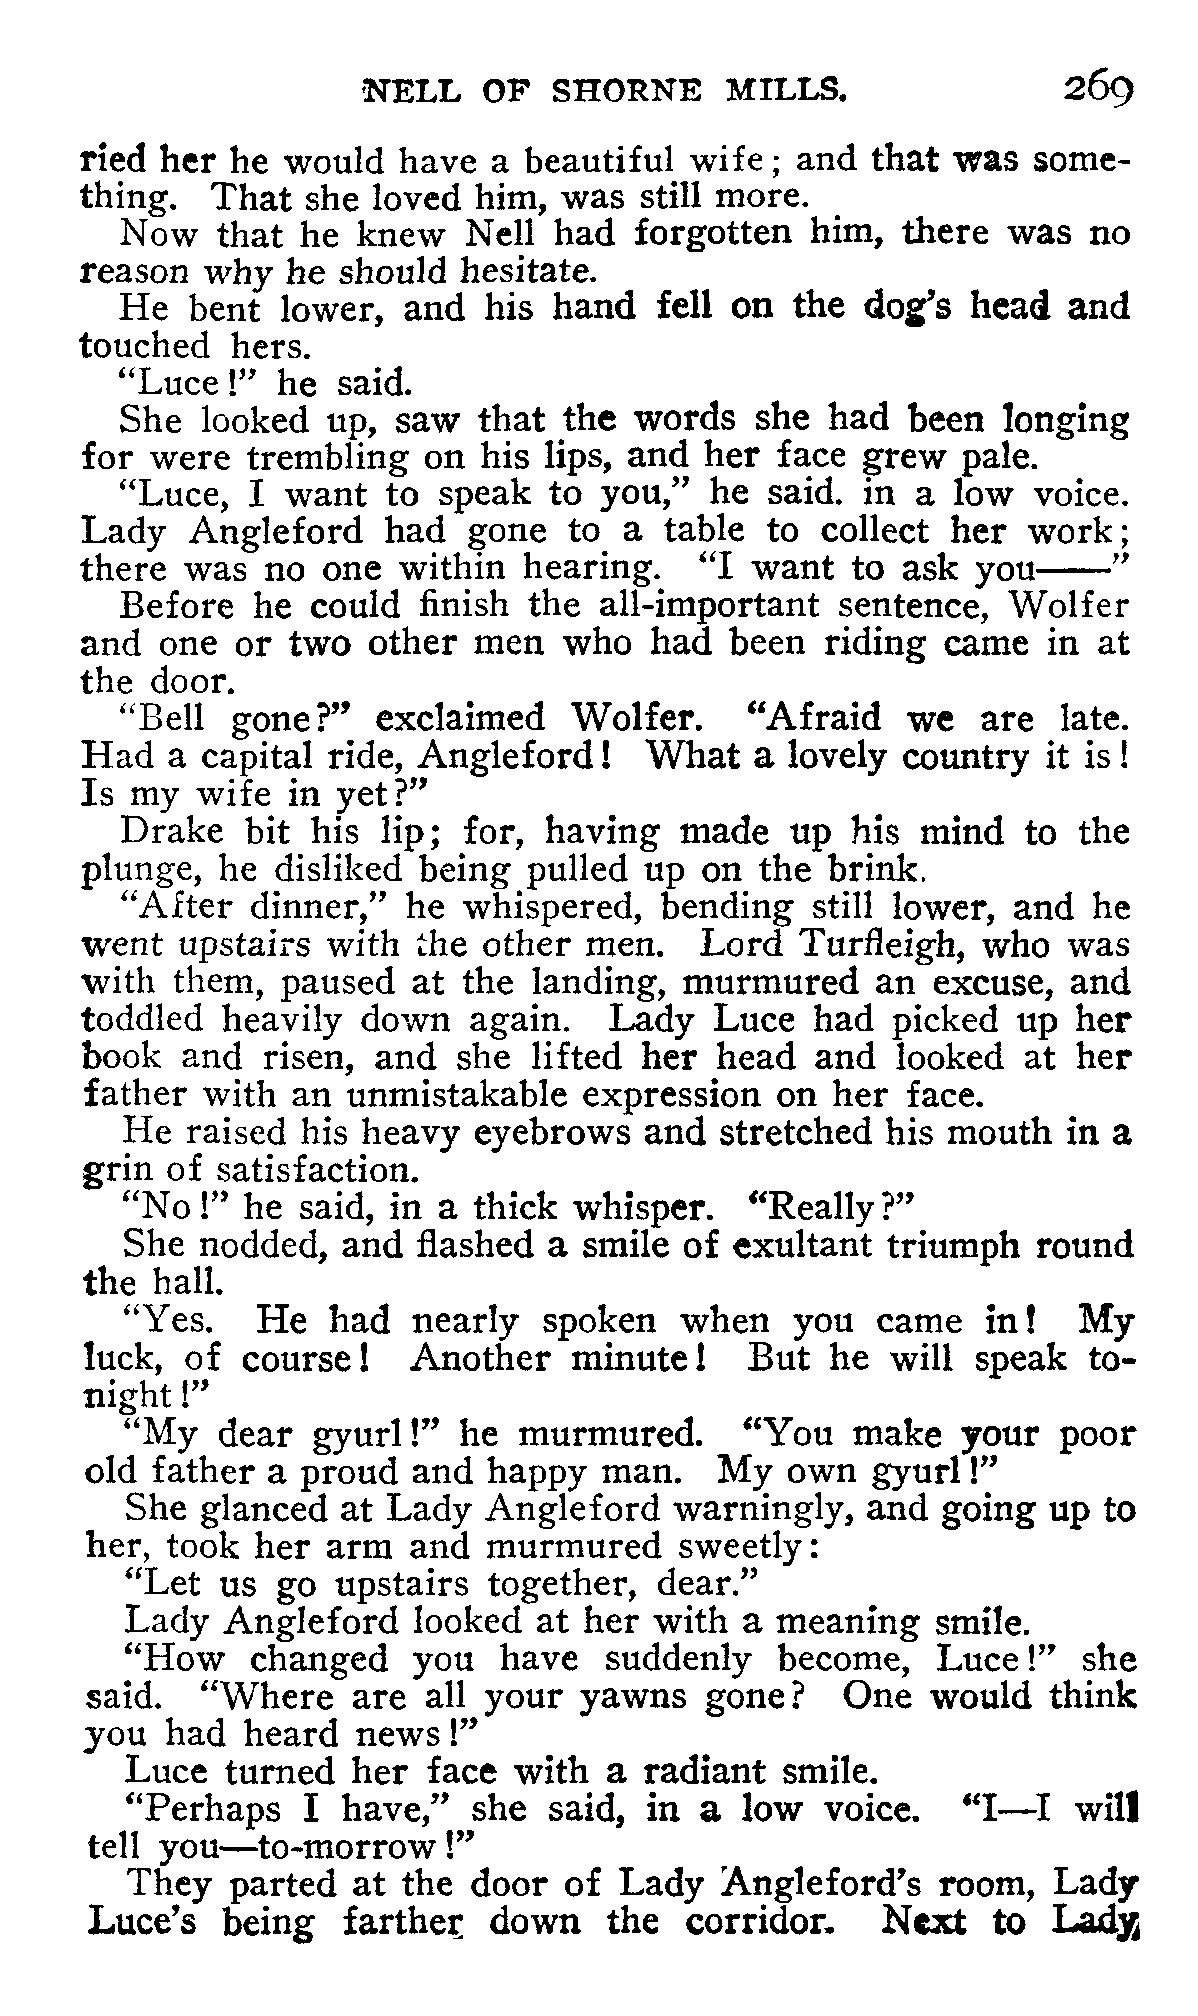 NELL OF SHORNE MILLS. 269
ried her he would have a beautiful wife; and that was some-
thing. That she loved him, was still more.
Now that he knew Nell had forgotten him, there was no
reason why he should hesitate.
He bent lower, and his hand fell on the dog's head and
touched hers.
"Luce!" he said.
She looked up, saw that the words she had been longing
for were trembling on his lips, and her face grew pale.
"Luce, I want to speak to you," he said. in a low voice.
Lady Angleford had gone to a table to collect her work;
there was no one within hearing. "I want to ask you——"
Before he could finish the all-important sentence, Wolfer
and one or two other men who had been riding came in at
the door.
"Bell gone?" exclaimed Wolfer. "Afraid we are late.
Had a capital ride, Angleford! What a lovely country it is!
Is my wife in yet?"
Drake bit his lip; for, having made up his mind to the
plunge, he disliked being pulled up on the brink.
"After dinner," he whispered, bending still lower, and he
went upstairs with the other men. Lord Turfleigh, who was
with them, paused at the landing, murmured an excuse, and
toddled heavily down again. Lady Luce had picked up her
book and risen, and she lifted her head and looked at her
father with an unmistakable expression on her face.
He raised his heavy eyebrows and stretched his mouth in a
grin of satisfaction.
"No!" he said, in a thick whisper. "Really?"
She nodded, and flashed a smile of exultant triumph round
the hall.
"Yes. He had nearly spoken when you came in! My
luck, of course! Another minute! But he will speak to-
night!"
"My dear gyurl!" he murmured. "You make your poor
old father a proud and happy man. My own gyurl!"
She glanced at Lady Angleford warningly, and going up to
her, took her arm and murmured sweetly:
"Let us go upstairs together, dear."
Lady Angleford looked at her with a meaning smile.
"How changed you have suddenly become, Luce!" she
said. "Where are all your yawns gone? One would think
you had heard news!"
Luce turned her face with a radiant smile.
"Perhaps I have," she said, in a low voice. "I—I will
tell you—to-morrow!"
They parted at the door of Lady Angleford's room, Lady
Luce's being farther down the corridor. Next to Lady